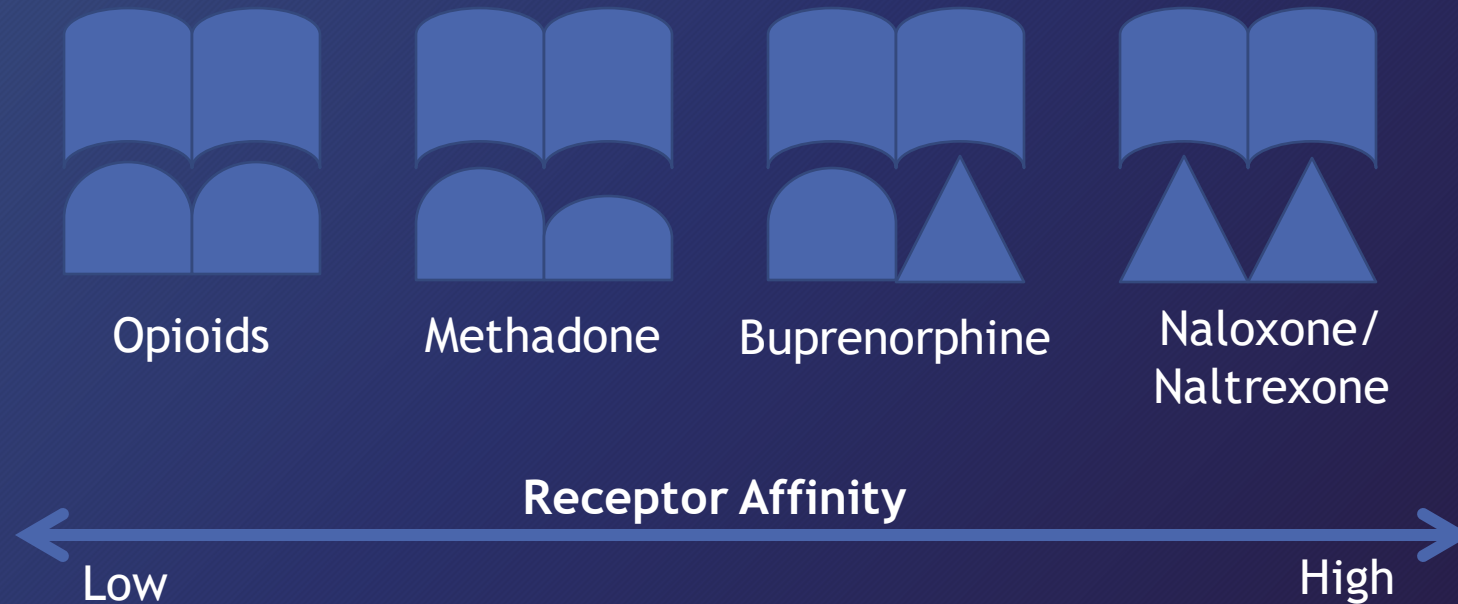 Opioids
Methadone
Buprenorphine
Naloxone/
Naltrexone
Receptor Affinity
Low
High